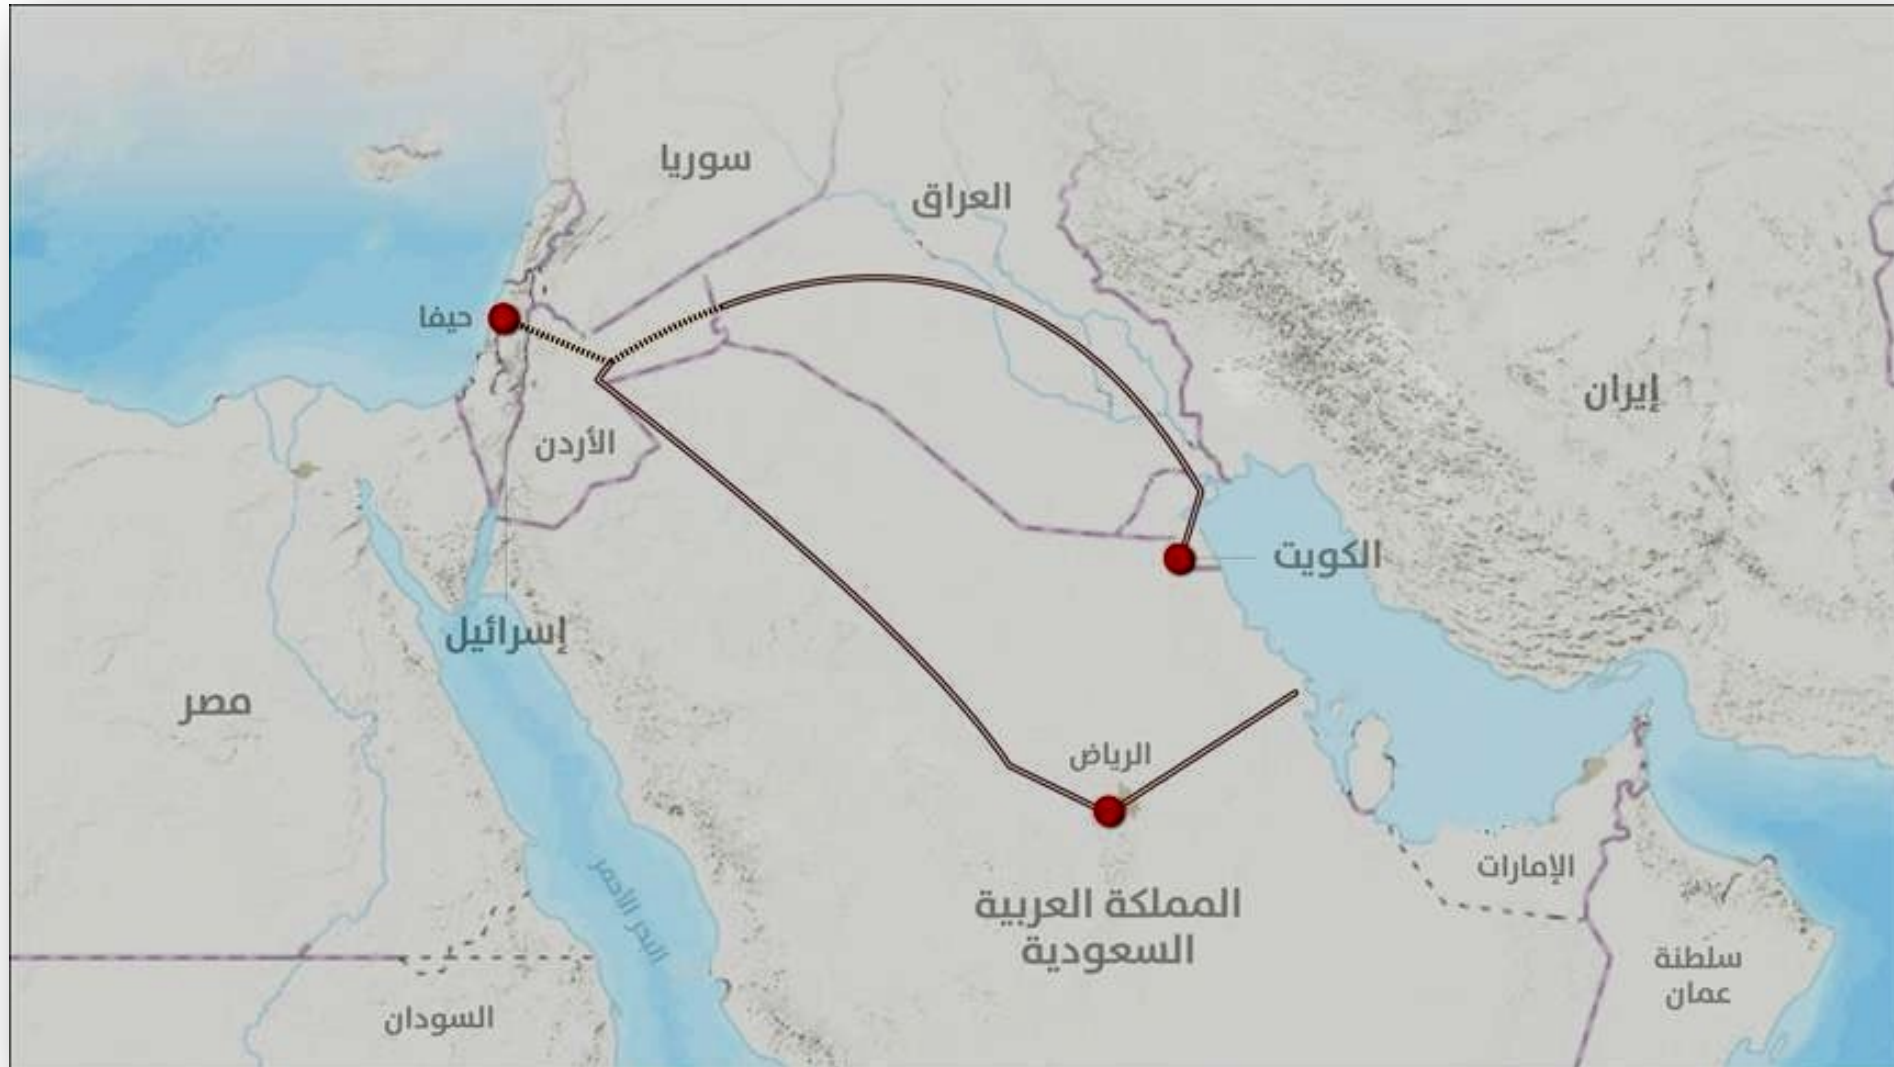 سوريا
العراق
حيفا
إيران
الأردن
الكويت
إسرائيل
مصر
الرياض
البحر الأحمر
الإمارات
المملكة العربية
السعودية
سلطنة
عمان
السودان